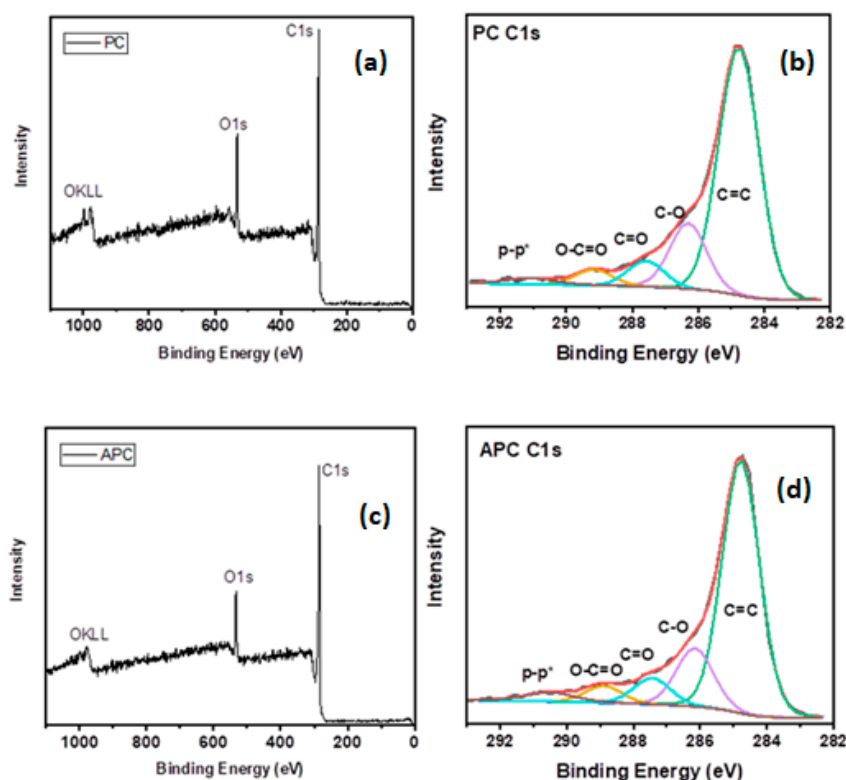 PC
C1s
(a)
O1s
OKLL
Intensity
1000 800 600 400 200 0
Binding Energy (eV)
PC C1s
(b)
C=C
C-O
C=O
O-C=O
p-p*
Intensity
292 290 288 286 284 282
Binding Energy (eV)
APC
C1s
(c)
O1s
OKLL
Intensity
1000 800 600 400 200 0
Binding Energy (eV)
APC C1s
(d)
C=C
C-O
C=O
O-C=O
p-p*
Intensity
292 290 288 286 284 282
Binding Energy (eV)